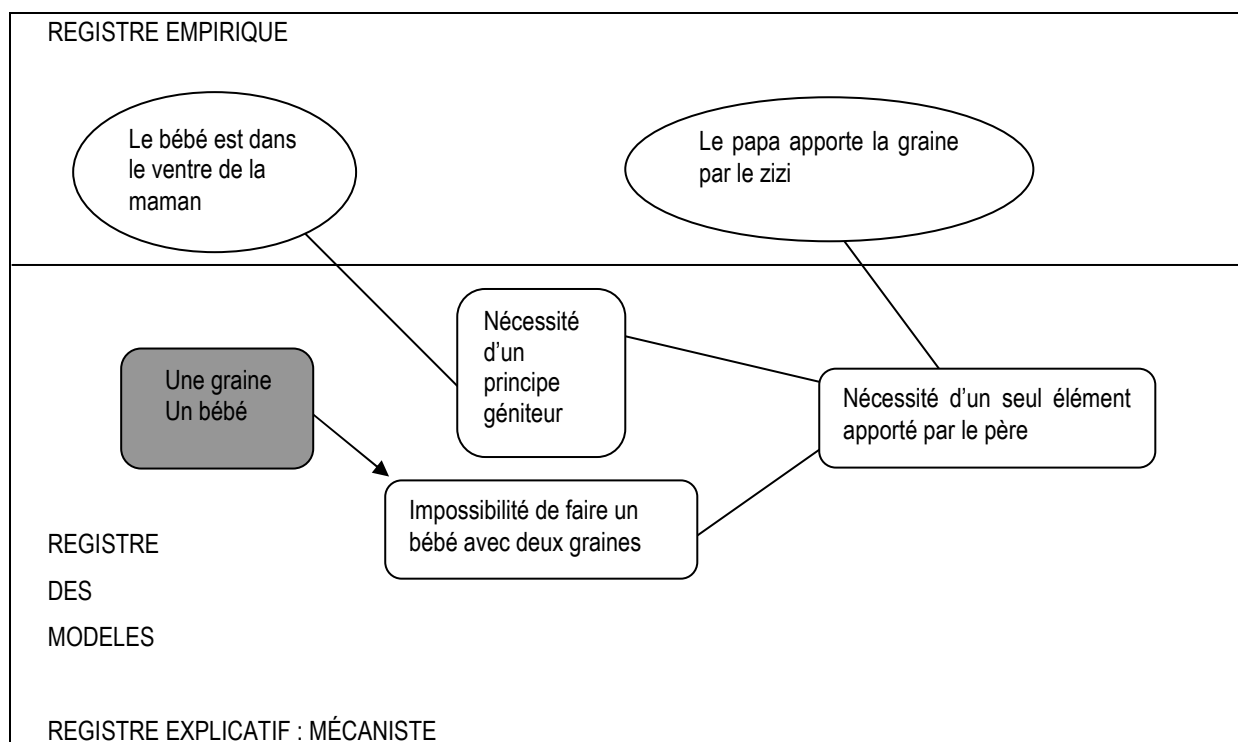 REGISTRE EMPIRIQUE
Le bébé est dans
le ventre de la
maman
Le papa apporte la graine
par le zizi
Nécessité
d'un
principe
géniteur
Une graine
Un bébé
Nécessité d'un seul élément
apporté par le père
Impossibilité de faire un
bébé avec deux graines
REGISTRE
DES
MODELES
REGISTRE EXPLICATIF : MÉCANISTE